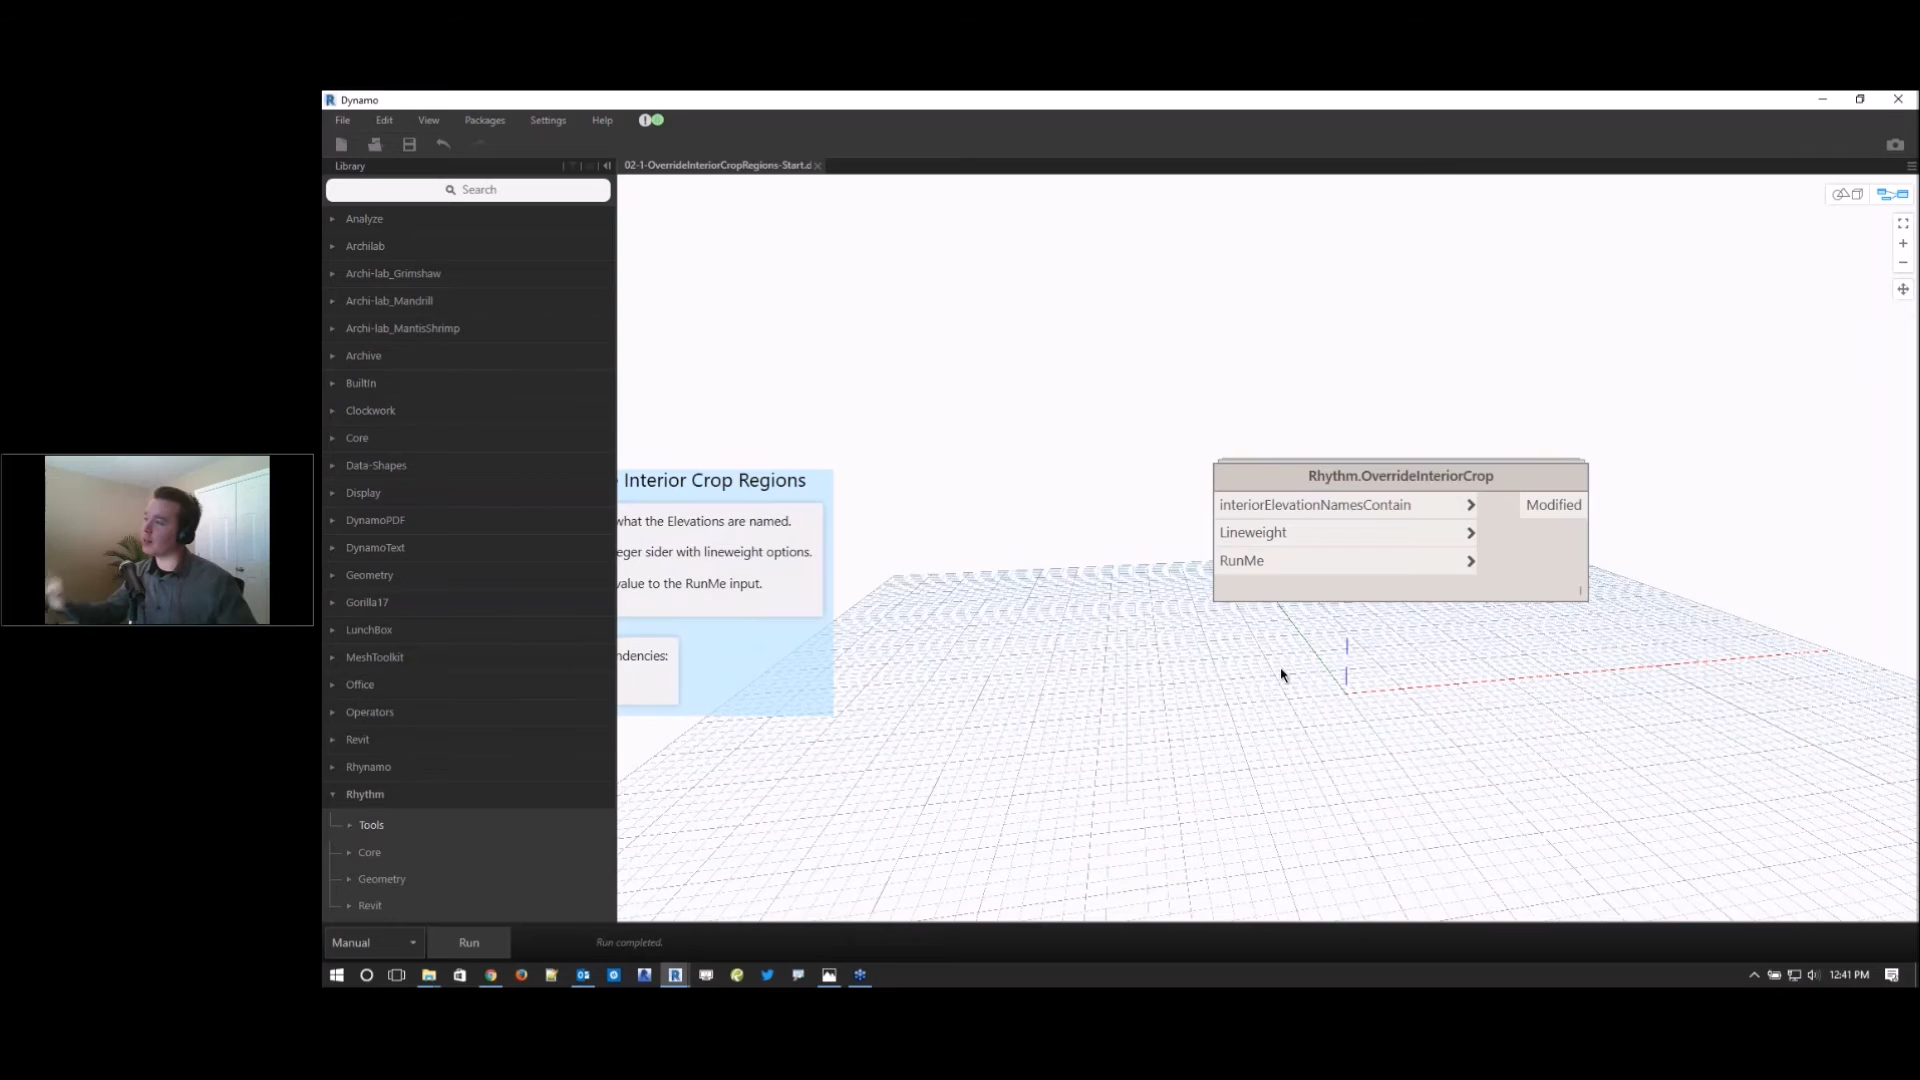 Dynamo
File Edit View Packages Settings Help
Library
02-1-OverrideInteriorCropRegions-Start.d
Search
Analyze
Archilab
Archi-lab_Grimshaw
Archi-lab_Mandrill
Archi-lab_MantisShrimp
Archive
BuiltIn
Clockwork
Core
Data-Shapes
Display
DynamoPDF
DynamoText
Geometry
Gorilla17
LunchBox
MeshToolkit
Office
Operators
Revit
Rhynamo
Rhythm
Tools
Core
Geometry
Revit
Interior Crop Regions
what the Elevations are named.
eger sider with lineweight options.
value to the RunMe input.
ndencies:
Rhythm.OverrideInteriorCrop
interiorElevationNamesContain
Modified
Lineweight
RunMe
Manual
Run
Run completed.
12:41 PM